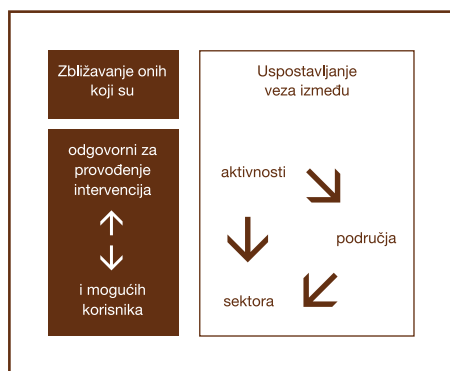 Zbližavanje onih
koji su
odgovorni za
provođenje
intervencija
i mogućih
korisnika
Uspostavljanje
veza između
aktivnosti
područja
sektora